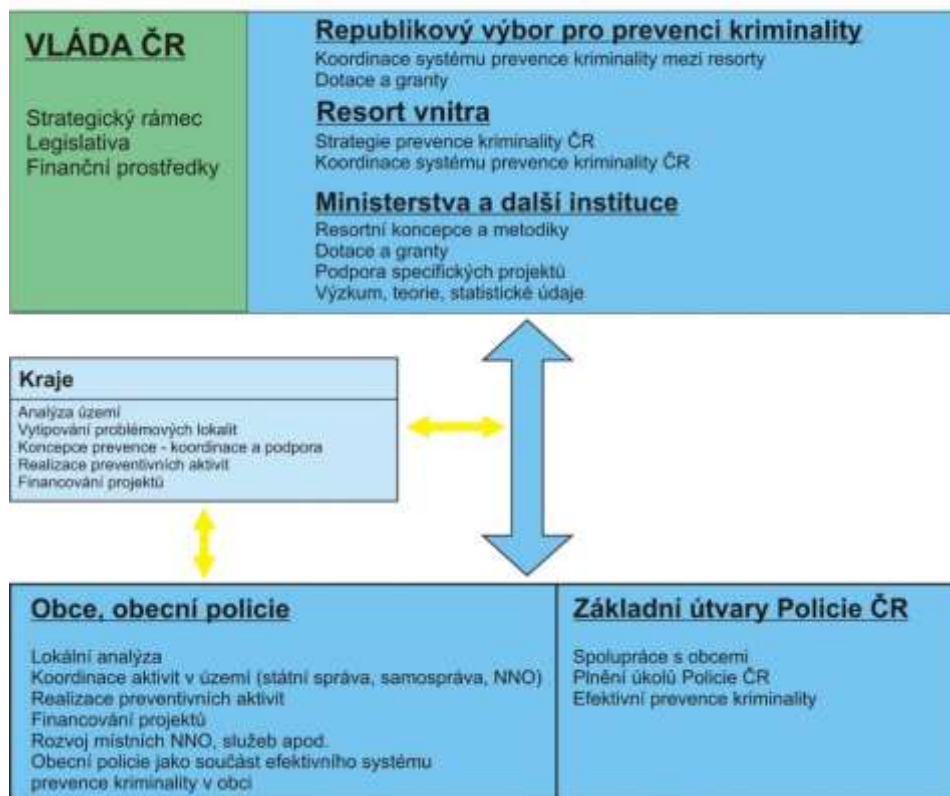 VLÁDA ČR
Strategický rámec
Legislativa
Finanční prostředky
Republikový výbor pro prevenci kriminality
Koordinace systému prevence kriminality mezi resorty
Dotace a granty
Resort vnitra
Strategie prevence kriminality ČR
Koordinace systému prevence kriminality ČR
Ministerstva a další instituce
Resortní koncepce a metodiky
Dotace a granty
Podpora specifických projektů
Výzkum, teorie, statistické údaje
Kraje
Analýza území
Vytipování problémových lokalit
Koncepce prevence - koordinace a podpora
Realizace preventivních aktivit
Financování projektů
Obce, obecní policie
Lokální analýza
Koordinace aktivit v území (státní správa, samospráva, NNO)
Realizace preventivních aktivit
Financování projektů
Rozvoj místních NNO, služeb apod.
Obecní policie jako součást efektivního systému
prevence kriminality v obci
Základní útvary Policie ČR
Spolupráce s obcemi
Plnění úkolů Policie ČR
Efektivní prevence kriminality